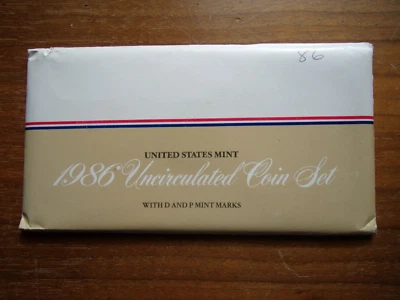 86
UNITED STATES MINT
1986 Uncirculated Coin Set
WITH D AND P MINT MARKS